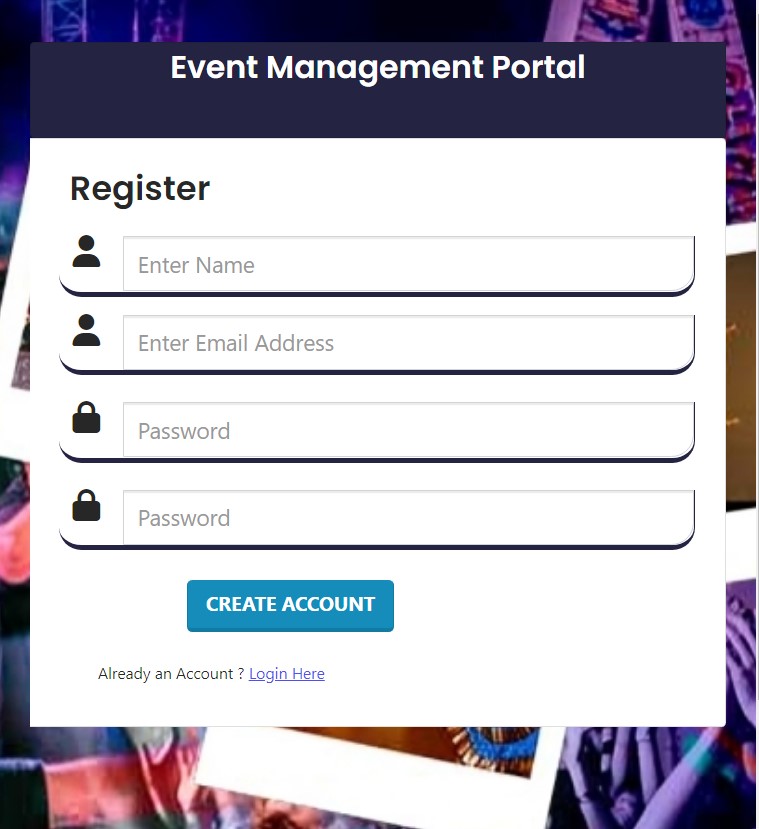 Event Management Portal
Register
Enter Name
Enter Email Address
Password
Password
CREATE ACCOUNT
Already an Account ? Login Here